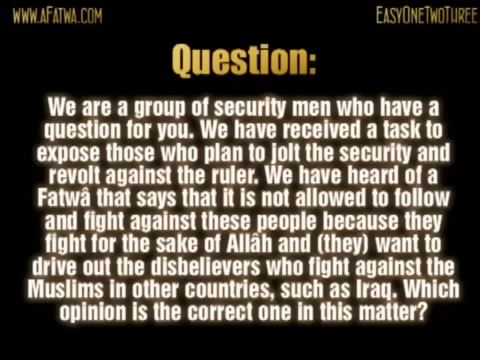 www.aFatwa.com
EasyOneTwoThree
Question:
We are a group of security men who have a
question for you. We have received a task to
expose those who plan to jolt the security and
revolt against the ruler. We have heard of a
Fatwâ that says that it is not allowed to follow
and fight against these people because they
fight for the sake of Allâh and (they) want to
drive out the disbelievers who fight against the
Muslims in other countries, such as Iraq. Which
opinion is the correct one in this matter?